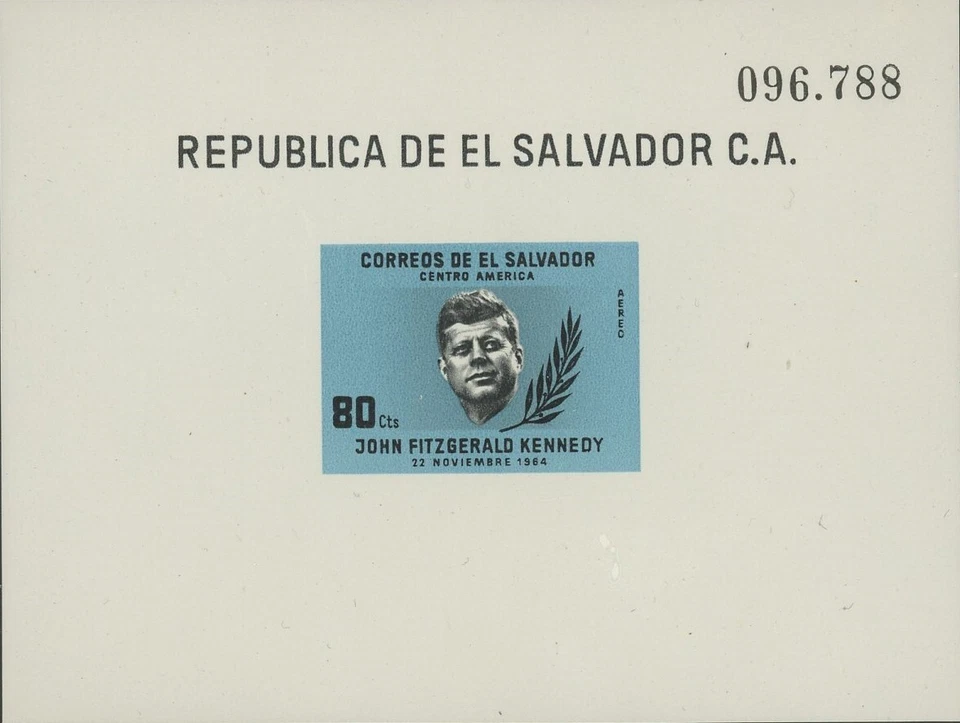 096.788
REPUBLICA DE EL SALVADOR C.A.
CORREOS DE EL SALVADOR
CENTRO AMERICA
AEREO
80 Cts
JOHN FITZGERALD KENNEDY
22 NOVIEMBRE 1964